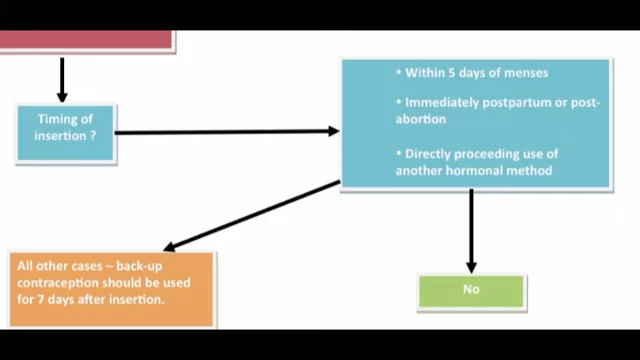 Timing of
insertion ?
• Within 5 days of menses
• Immediately postpartum or post-
abortion
• Directly proceeding use of
another hormonal method
All other cases – back-up
contraception should be used
for 7 days after insertion.
No